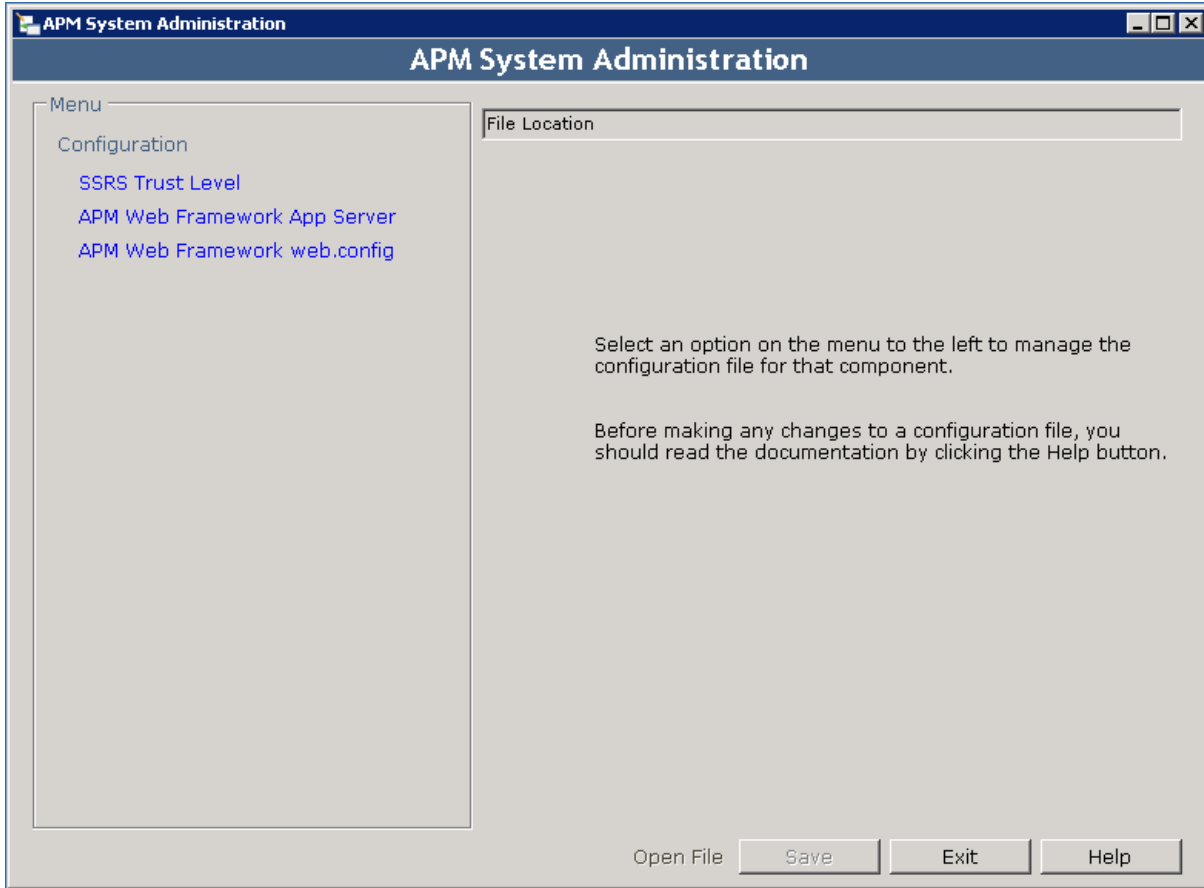 APM System Administration
APM System Administration
Menu
Configuration
SSRS Trust Level
APM Web Framework App Server
APM Web Framework web.config
File Location
Select an option on the menu to the left to manage the
configuration file for that component.
Before making any changes to a configuration file, you
should read the documentation by clicking the Help button.
Open File
Save
Exit
Help